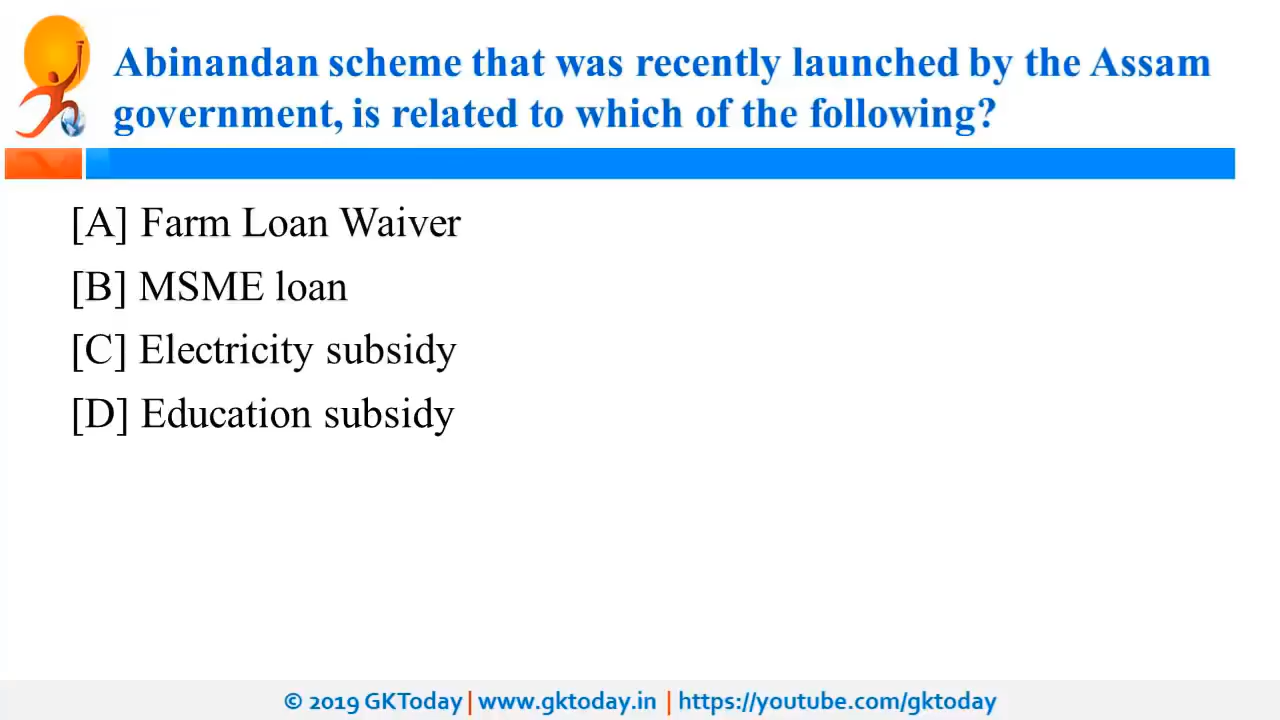 Abinandan scheme that was recently launched by the Assam
government, is related to which of the following?
[A] Farm Loan Waiver
[B] MSME loan
[C] Electricity subsidy
[D] Education subsidy
© 2019 GKToday | www.gktoday.in | https://youtube.com/gktoday